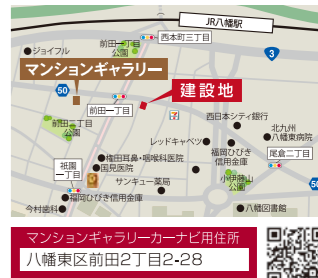 JR八幡駅
西本町三丁目
前田一丁目
公園
ジョイフル
3
マンションギャラリー
建設地
50
前田一丁目
西日本シティ銀行
前田二丁目
公園
北九州
八幡東病院
レッドキャベツ
福岡ひびき
信用金庫
尾倉二丁目
祇園
一丁目
権田耳鼻・咽喉科医院
国見医院
サンキュー薬局
小伊藤山
公園
50
福岡ひびき信用金庫
今村歯科
八幡図書館
マンションギャラリーカーナビ用住所
八幡東区前田2丁目2-28